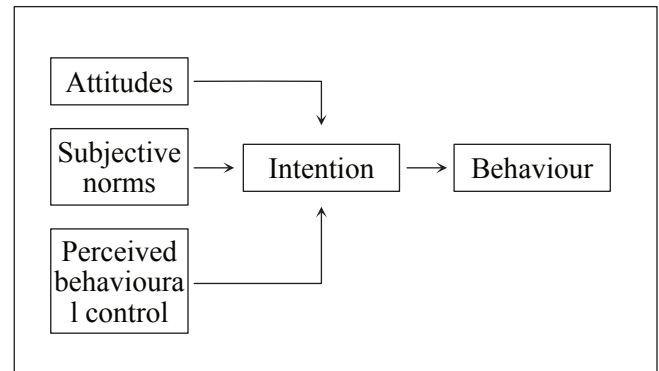 Attitudes
Subjective
norms
Intention
Behaviour
Perceived
behavioura
l control